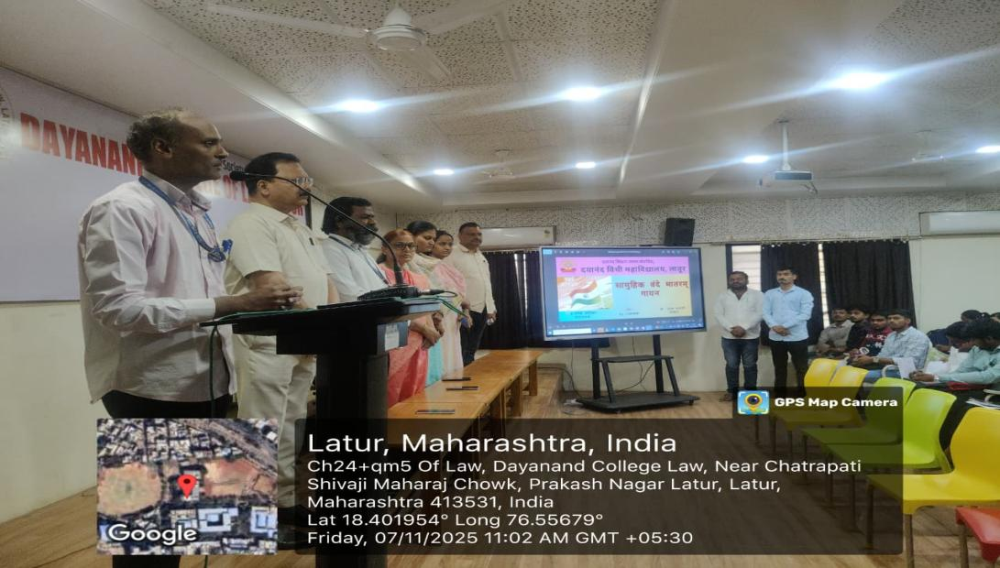 DAYANAND
OF L
दयानंद विधी महाविद्यालय, लातूर
सामुहिक वंदे मातरम्
गायन
GPS Map Camera
Latur, Maharashtra, India
Ch24+qm5 Of Law, Dayanand College Law, Near Chatrapati
Shivaji Maharaj Chowk, Prakash Nagar Latur, Latur,
Maharashtra 413531, India
Lat 18.401954° Long 76.55679°
Friday, 07/11/2025 11:02 AM GMT +05:30
Google